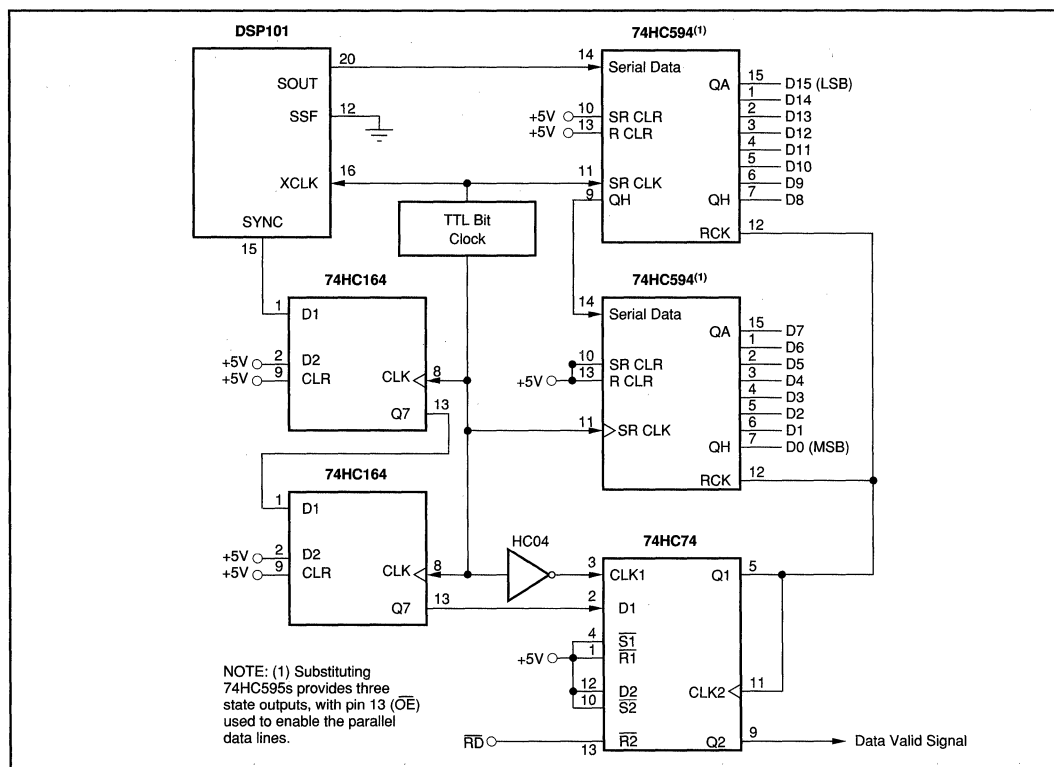 DSP101
20
SOUT
12
SSF
16
XCLK
SYNC
15
74HC594(1)
14
Serial Data
15
QA
D15 (LSB)
1
D14
+5V
10
SR CLR
2
D13
+5V
13
R CLR
3
D12
4
D11
5
D10
11
SR CLK
6
D9
9
QH
QH
7
D8
RCK
12
TTL Bit
Clock
74HC164
1
D1
+5V
2
D2
+5V
9
CLR
CLK
8
Q7
13
74HC594(1)
14
Serial Data
QA
15
D7
1
D6
10
SR CLR
2
D5
+5V
13
R CLR
3
D4
4
D3
5
D2
11
SR CLK
6
D1
QH
7
D0 (MSB)
RCK
12
74HC164
1
D1
+5V
2
D2
+5V
9
CLR
CLK
8
Q7
13
HC04
74HC74
3
CLK1
Q1
5
2
D1
4
S1
+5V
1
R1
12
D2
CLK2
11
10
S2
RD
13
R2
Q2
9
Data Valid Signal
NOTE: (1) Substituting
74HC595s provides three
state outputs, with pin 13 (OE)
used to enable the parallel
data lines.